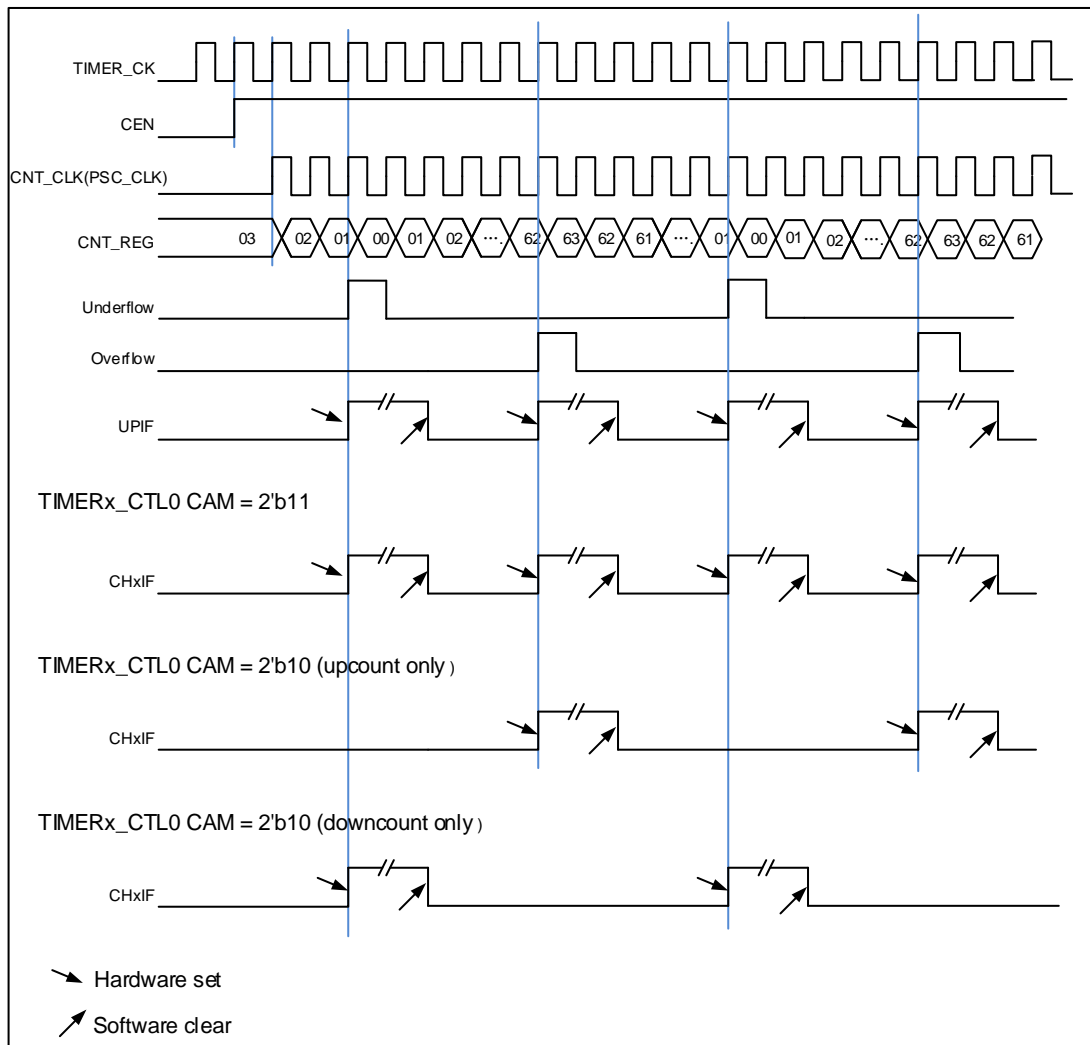 TIMER_CK
CEN
CNT_CLK(PSC_CLK)
CNT_REG 03 02 01 00 01 02 .... 62 63 62 61 .... 01 00 01 02 .... 62 63 62 61
Underflow
Overflow
UPIF
TIMERx_CTL0 CAM = 2'b11
CHxIF
TIMERx_CTL0 CAM = 2'b10 (upcount only）
CHxIF
TIMERx_CTL0 CAM = 2'b10 (downcount only）
CHxIF
Hardware set
Software clear